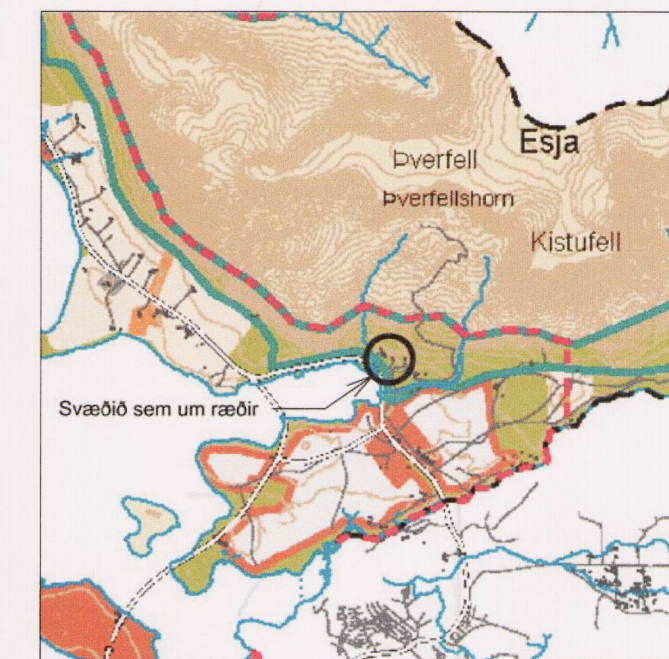 Esja
Þverfell
Þverfellshorn
Kistufell
Svæðið sem um ræðir